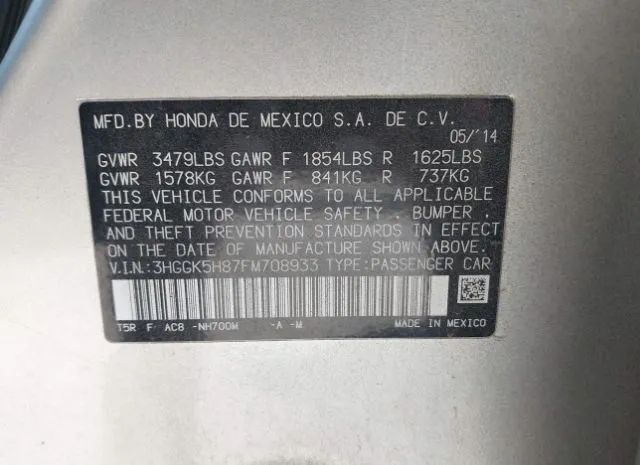 MFD.BY HONDA DE MEXICO S.A. DE C.V.
05/'14
GVWR 3479LBS GAWR F 1854LBS R 1625LBS
GVWR 1578KG GAWR F 841KG R 737KG
THIS VEHICLE CONFORMS TO ALL APPLICABLE
FEDERAL MOTOR VEHICLE SAFETY , BUMPER ,
AND THEFT PREVENTION STANDARDS IN EFFECT
ON THE DATE OF MANUFACTURE SHOWN ABOVE.
V.I.N.:3HGGK5H87FM708933 TYPE:PASSENGER CAR
T5R F AC8 -NH700M -A -M MADE IN MEXICO